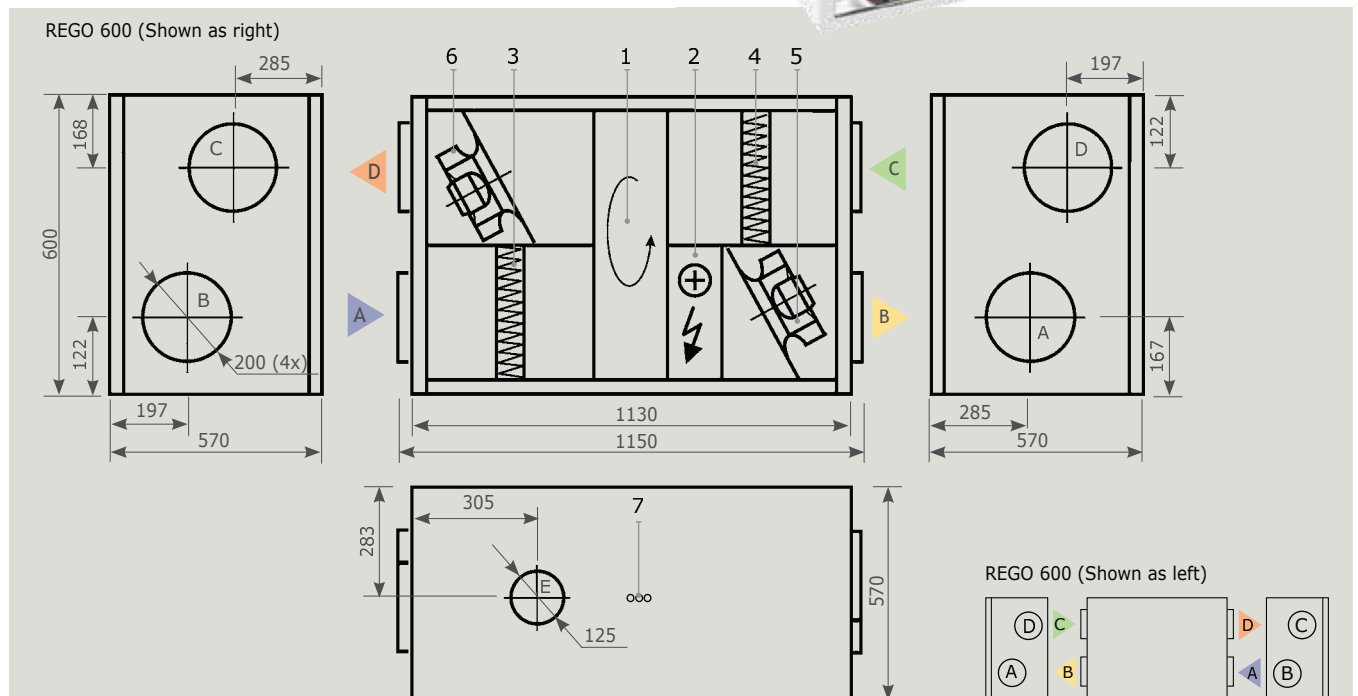 REGO 600 (Shown as right)
285
6
3
1
2
4
5
197
168
C
D
C
D
122
600
B
A
B
A
122
200 (4x)
167
197
1130
285
570
1150
570
305
7
283
E
570
REGO 600 (Shown as left)
125
D
C
D
C
A
B
A
B